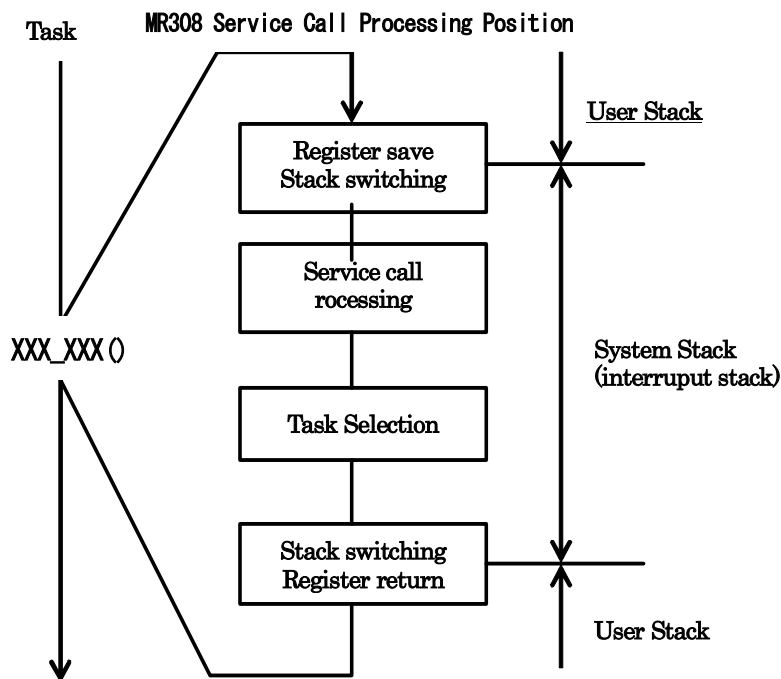 MR308 Service Call Processing Position
Task
User Stack
Register save
Stack switching
Service call
rocessing
XXX_XXX()
System Stack
(interruput stack)
Task Selection
Stack switching
Register return
User Stack